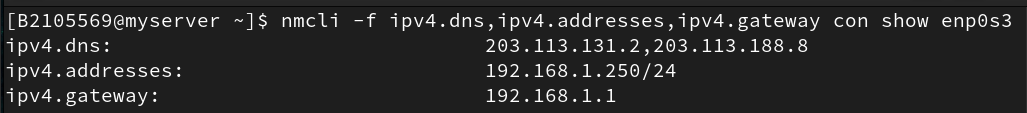 [B2105569@myserver ~]$ nmcli -f ipv4.dns,ipv4.addresses,ipv4.gateway con show enp0s3
ipv4.dns: 203.113.131.2,203.113.188.8
ipv4.addresses: 192.168.1.250/24
ipv4.gateway: 192.168.1.1